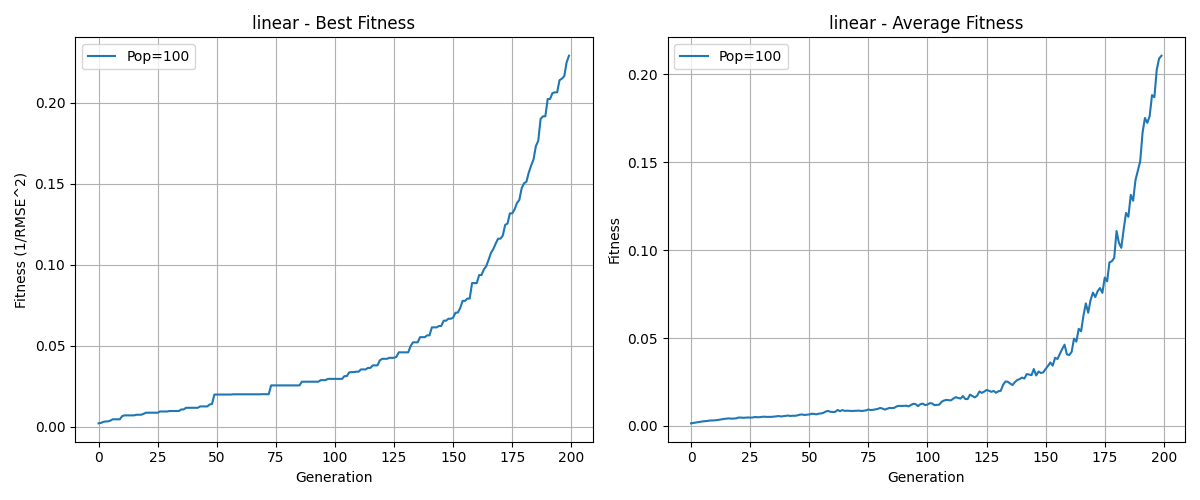 linear - Best Fitness
Pop=100
Fitness (1/RMSE^2)
0.20
0.15
0.10
0.05
0.00
0 25 50 75 100 125 150 175 200
Generation
linear - Average Fitness
Pop=100
Fitness
0.20
0.15
0.10
0.05
0.00
0 25 50 75 100 125 150 175 200
Generation